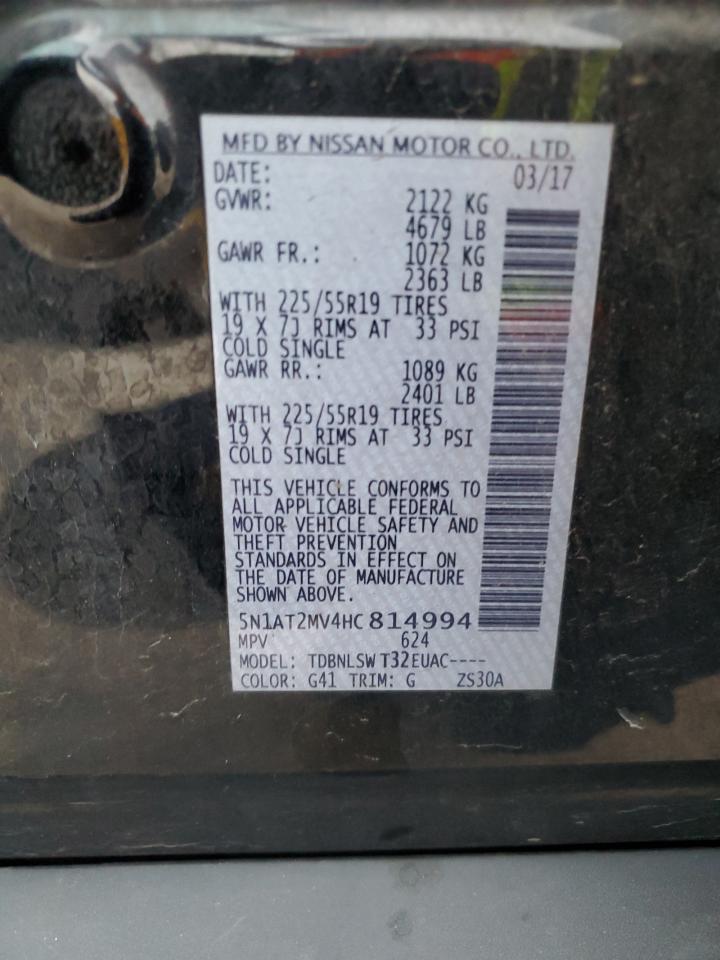 MFD BY NISSAN MOTOR CO., LTD.
DATE: 03/17
GVWR: 2122 KG
4679 LB
GAWR FR.: 1072 KG
2363 LB
WITH 225/55R19 TIRES
19 X 7J RIMS AT 33 PSI
COLD SINGLE
GAWR RR.: 1089 KG
2401 LB
WITH 225/55R19 TIRES
19 X 7J RIMS AT 33 PSI
COLD SINGLE
THIS VEHICLE CONFORMS TO
ALL APPLICABLE FEDERAL
MOTOR VEHICLE SAFETY AND
THEFT PREVENTION
STANDARDS IN EFFECT ON
THE DATE OF MANUFACTURE
SHOWN ABOVE.
5N1AT2MV4HC814994
MPV 624
MODEL: TDBNLSW T32EUAC----
COLOR: G41 TRIM: G ZS30A